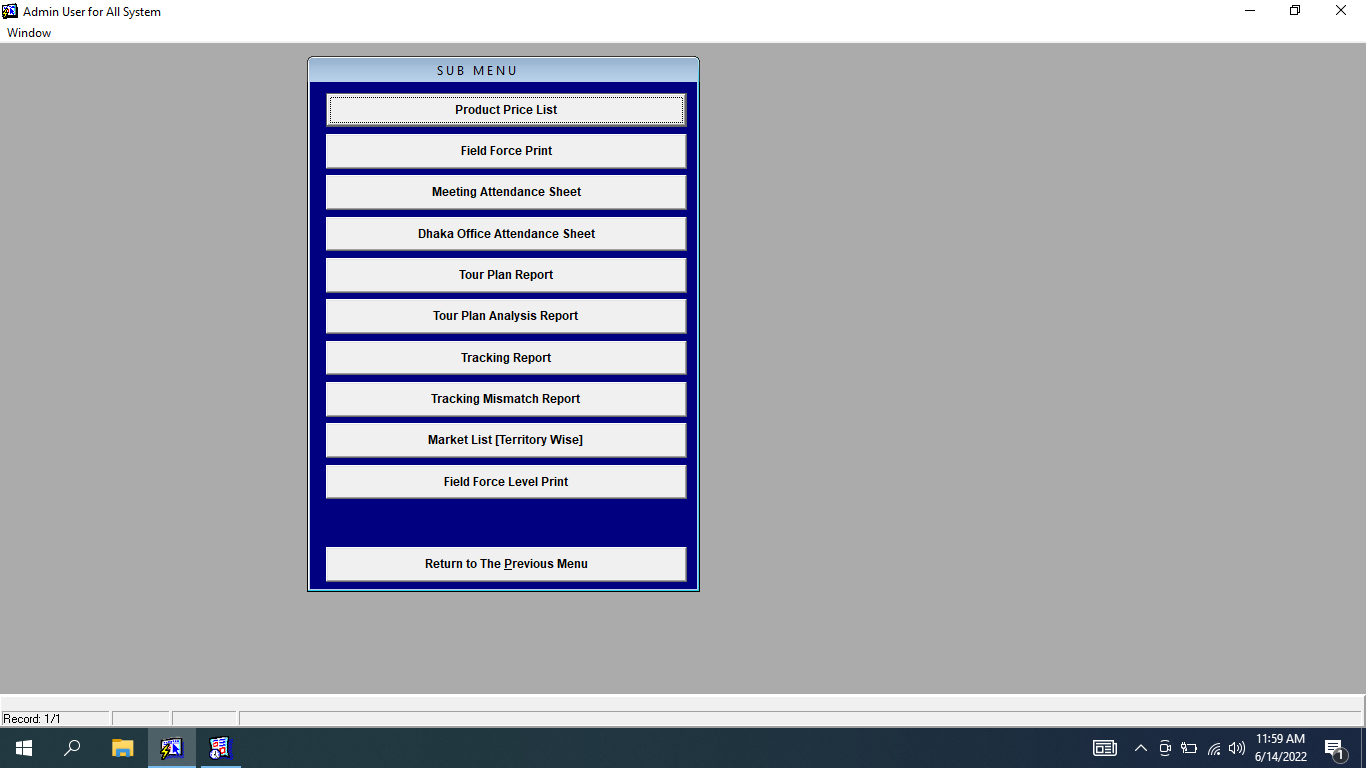 Admin User for All System
Window
SUB MENU
Product Price List
Field Force Print
Meeting Attendance Sheet
Dhaka Office Attendance Sheet
Tour Plan Report
Tour Plan Analysis Report
Tracking Report
Tracking Mismatch Report
Market List [Territory Wise]
Field Force Level Print
Return to The Previous Menu
Record: 1/1
11:59 AM
6/14/2022
1